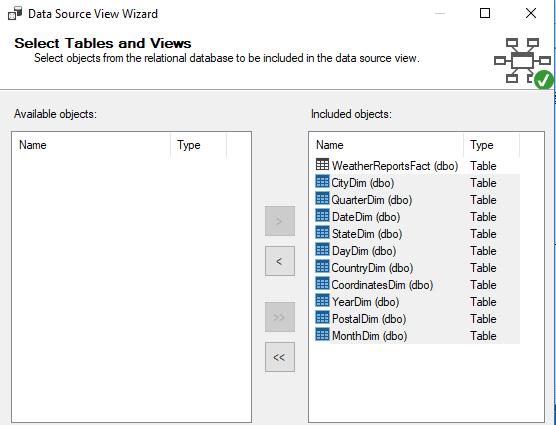 Data Source View Wizard
Select Tables and Views
Select objects from the relational database to be included in the data source view.
Available objects:
Name Type
>
<
>>
<<
Included objects:
Name Type
WeatherReportsFact (dbo) Table
CityDim (dbo) Table
QuarterDim (dbo) Table
DateDim (dbo) Table
StateDim (dbo) Table
DayDim (dbo) Table
CountryDim (dbo) Table
CoordinatesDim (dbo) Table
YearDim (dbo) Table
PostalDim (dbo) Table
MonthDim (dbo) Table